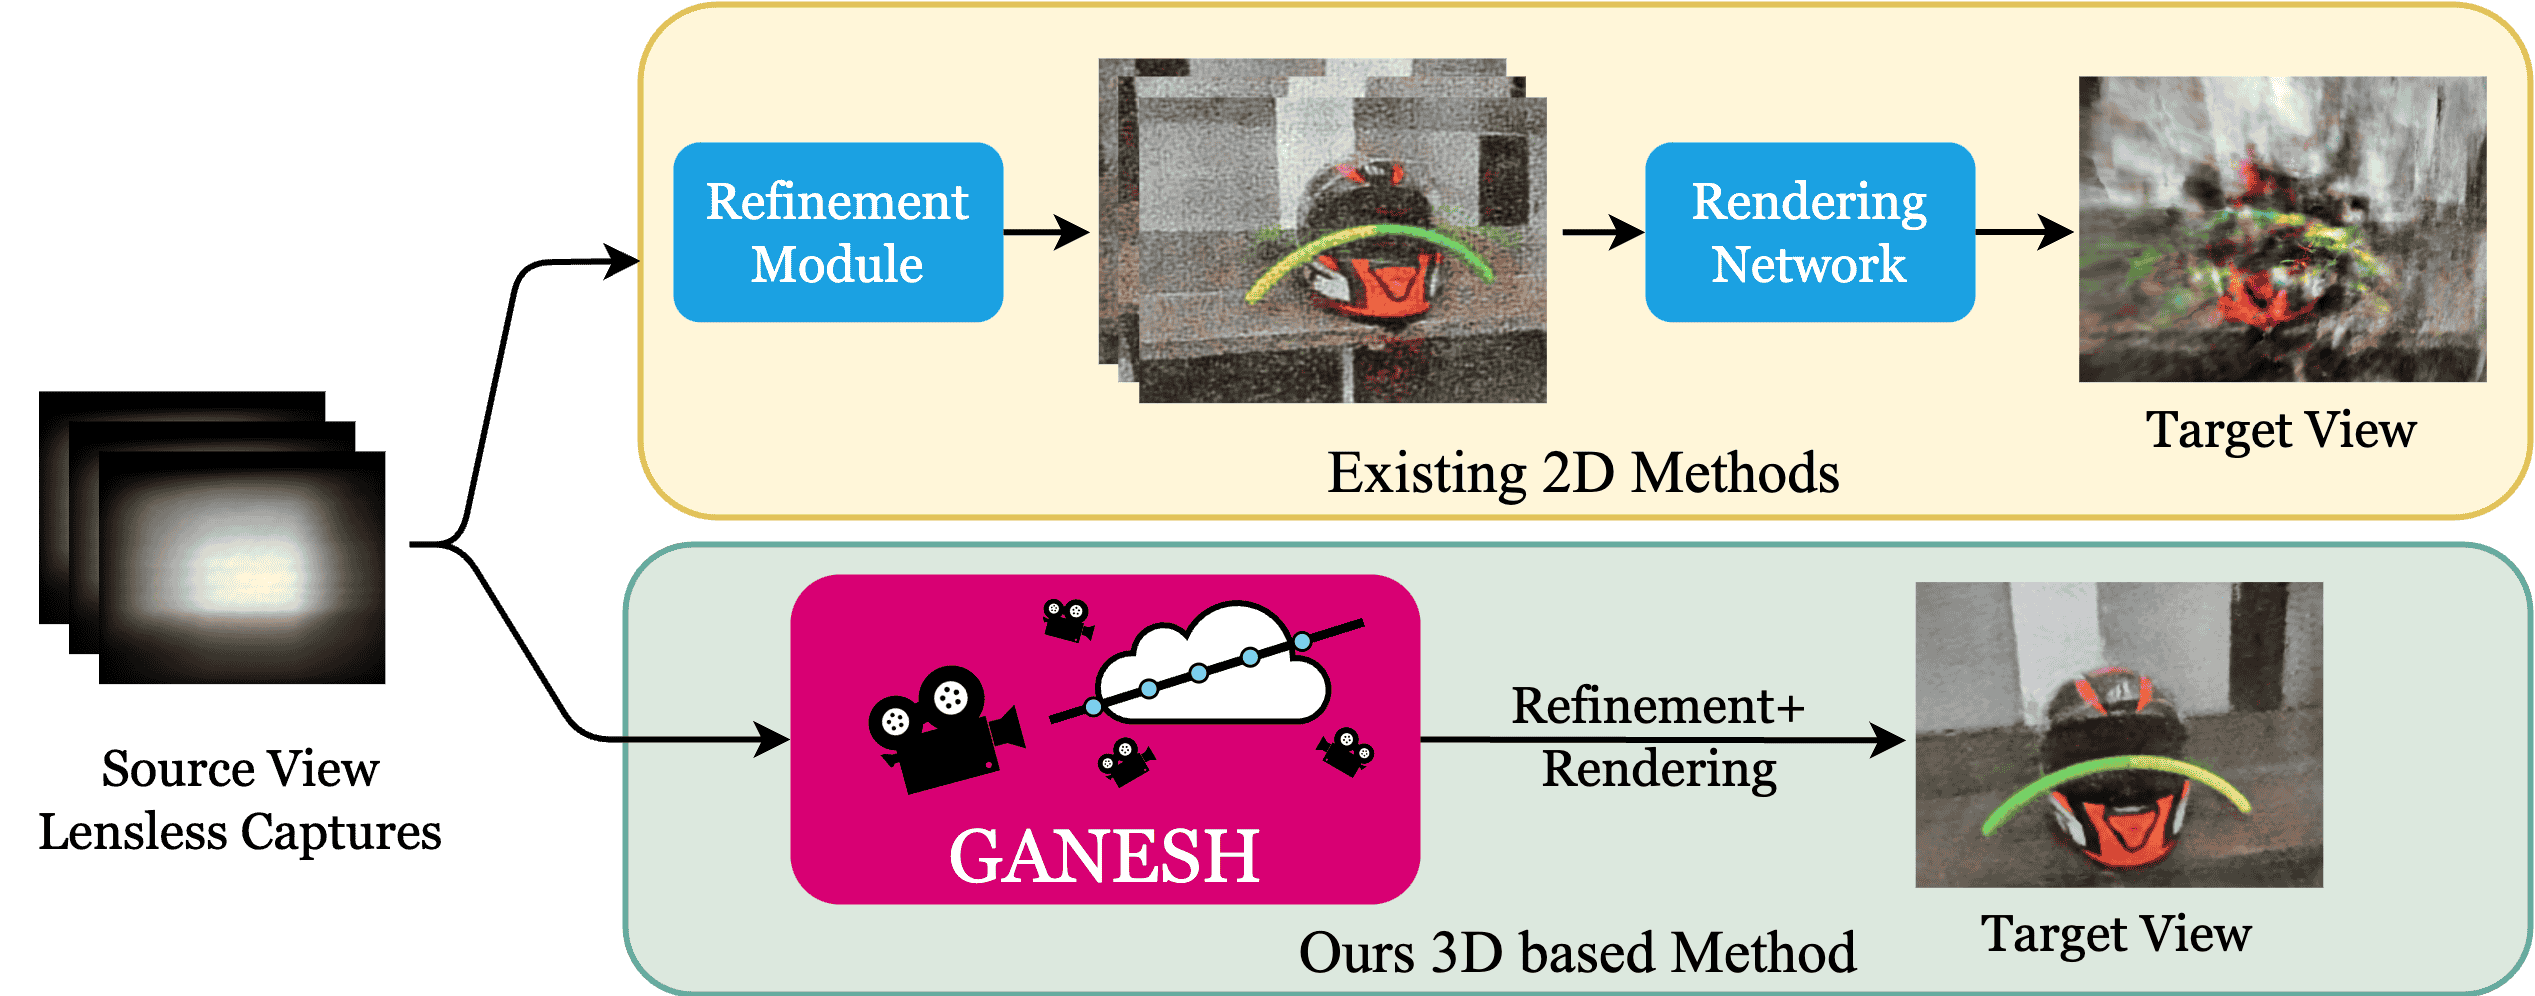 Refinement
Module
Rendering
Network
Target View
Existing 2D Methods
Source View
Lensless Captures
GANESH
Refinement+
Rendering
Target View
Ours 3D based Method